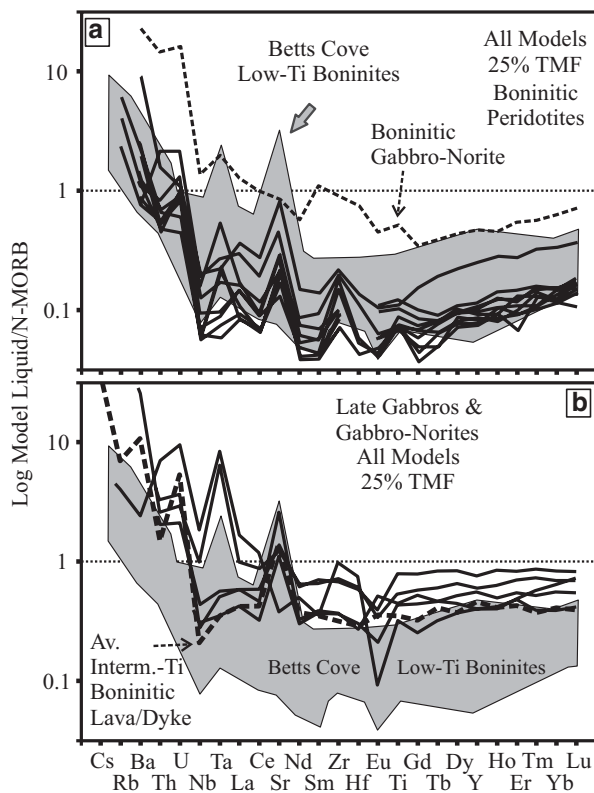 a
Betts Cove
Low-Ti Boninites
All Models
25% TMF
Boninitic
Peridotites
Boninitic
Gabbro-Norite
10
1
0.1
Log Model Liquid/N-MORB
b
Late Gabbros &
Gabbro-Norites
All Models
25% TMF
10
1
0.1
Av.
Interm.-Ti
Boninitic
Lava/Dyke
Betts Cove Low-Ti Boninites
Cs Ba U Ta Ce Nd Zr Eu Gd Dy Ho Tm Lu
Rb Th Nb La Sr Sm Hf Ti Tb Y Er Yb